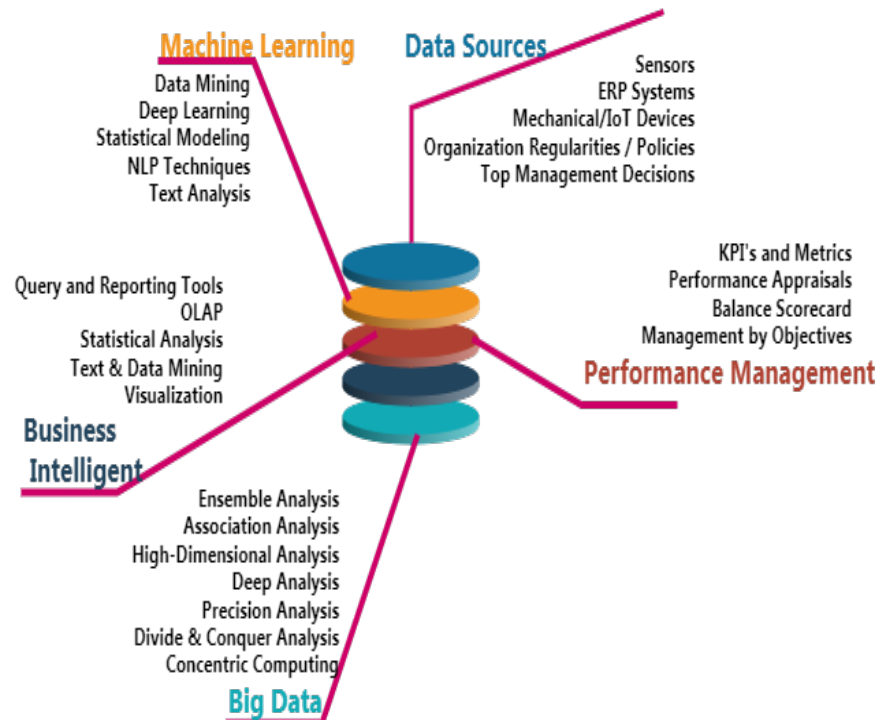 Machine Learning
Data Mining
Deep Learning
Statistical Modeling
NLP Techniques
Text Analysis
Data Sources
Sensors
ERP Systems
Mechanical/IoT Devices
Organization Regularities / Policies
Top Management Decisions
Query and Reporting Tools
OLAP
Statistical Analysis
Text & Data Mining
Visualization
Business
Intelligent
KPI's and Metrics
Performance Appraisals
Balance Scorecard
Management by Objectives
Performance Management
Ensemble Analysis
Association Analysis
High-Dimensional Analysis
Deep Analysis
Precision Analysis
Divide & Conquer Analysis
Concentric Computing
Big Data